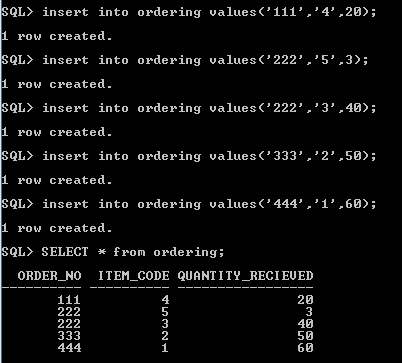 SQL> insert into ordering values('111','4',20);
1 row created.
SQL> insert into ordering values('222','5',3);
1 row created.
SQL> insert into ordering values('222','3',40);
1 row created.
SQL> insert into ordering values('333','2',50);
1 row created.
SQL> insert into ordering values('444','1',60);
1 row created.
SQL> SELECT * from ordering;
ORDER_NO ITEM_CODE QUANTITY_RECIEVED
---------- ---------- -----------------
111 4 20
222 5 3
222 3 40
333 2 50
444 1 60